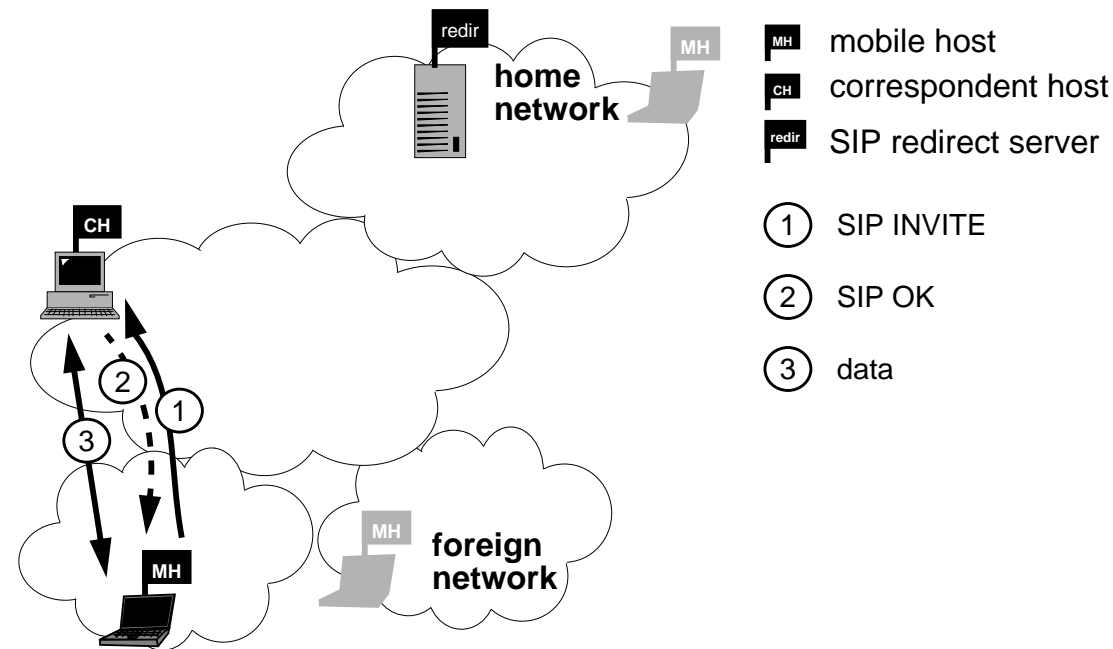 redir
MH
home
network
MH mobile host
CH correspondent host
redir SIP redirect server
1 SIP INVITE
2 SIP OK
3 data
CH
2
1
3
MH
foreign
network
MH